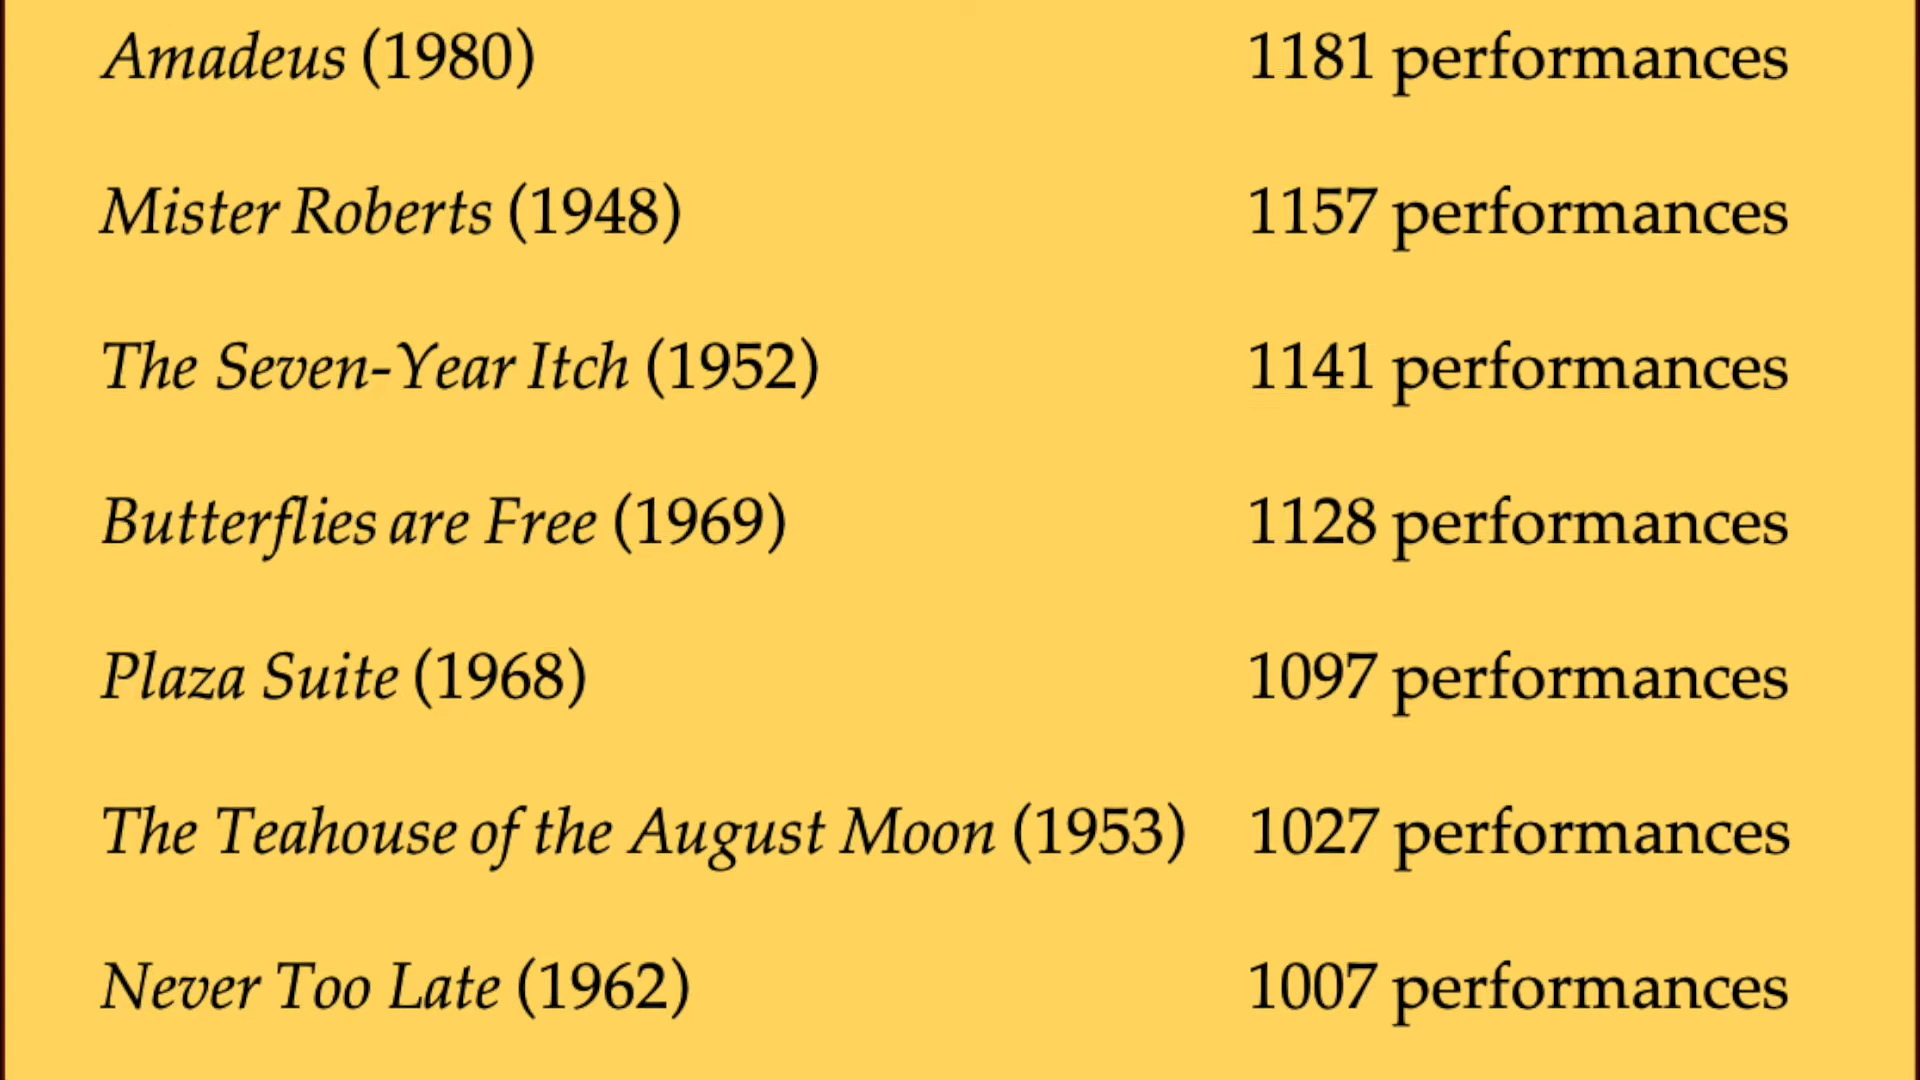 Amadeus (1980) 1181 performances
Mister Roberts (1948) 1157 performances
The Seven-Year Itch (1952) 1141 performances
Butterflies are Free (1969) 1128 performances
Plaza Suite (1968) 1097 performances
The Teahouse of the August Moon (1953) 1027 performances
Never Too Late (1962) 1007 performances